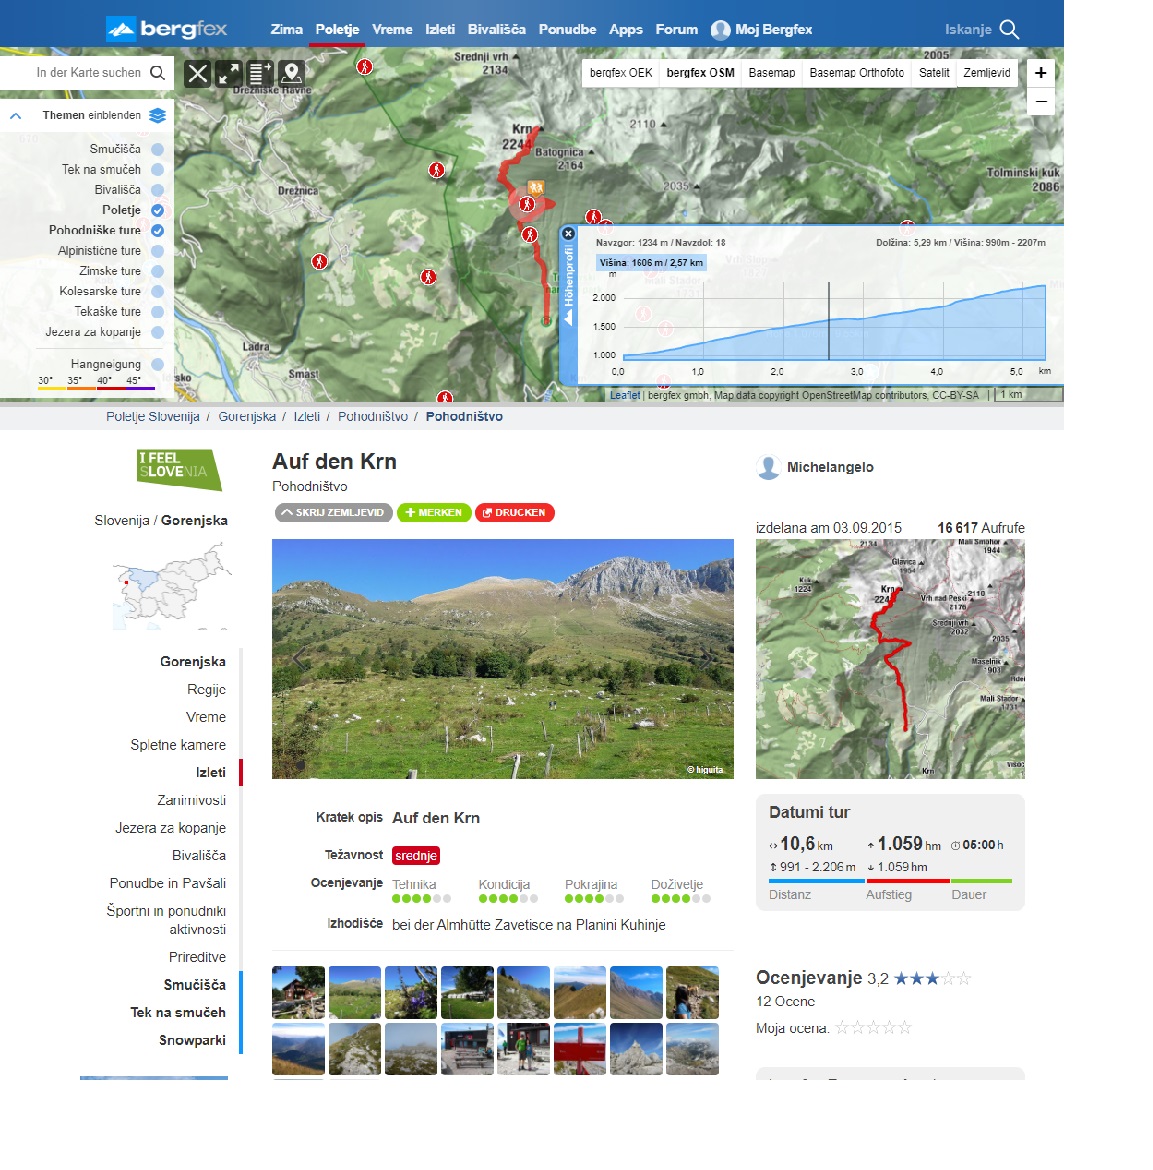 bergfex
Zima Poletje Vreme Izleti Bivališča Ponudbe Apps Forum Moj Bergfex
Iskanje
In der Karte suchen
bergfex OEK bergfex OSM Basemap Basemap Orthofoto Satelit Zemljevid
+
−
Themen einblenden
Smučišča
Tek na smučeh
Bivališča
Poletje
Pohodniške ture
Alpinistične ture
Zimske ture
Kolesarske ture
Tekaške ture
Jezera za kopanje
Hangneigung
30° 35° 40° 45°
Srednji vrh
2134
2005
Drežniške Ravne
Krn
2244
2110
Batognica
2164
Drežnica
2035
Tolminski kuk
2086
Ladra
Smast
Höhenprofil
Navzgor: 1234 m / Navzdol: 18
Dolžina: 5,29 km / Višina: 990m - 2207m
Višina: 1606 m / 2,57 km
m
2.000
1.500
1.000
0,0 1,0 2,0 3,0 4,0 5,0 km
Leaflet | bergfex gmbh, Map data copyright OpenStreetMap contributors, CC-BY-SA
1 km
Poletje Slovenija / Gorenjska / Izleti / Pohodništvo / Pohodništvo
I FEEL
SLOVENIA
Slovenija / Gorenjska
Gorenjska
Regije
Vreme
Spletne kamere
Izleti
Zanimivosti
Jezera za kopanje
Bivališča
Ponudbe in Pavšali
Športni in ponudniki
aktivnosti
Prireditve
Smučišča
Tek na smučeh
Snowparki
Auf den Krn
Pohodništvo
SKRIJ ZEMLJEVID
MERKEN
DRUCKEN
© higuita
Kratek opis Auf den Krn
Težavnost srednje
Ocenjevanje Tehnika Kondicija Pokrajina Doživetje
Izhodišče bei der Almhütte Zavetisce na Planini Kuhinje
Michelangelo
izdelana am 03.09.2015
16 617 Aufrufe
2134
Mali Šmohor
1944
Glavica
1954
Kuk
1224
Krn
224
Vrh nad Peski
2176
2110
Srednji vrh
2032
2035
Maselnik
1903
Mali Stador
Krn
Datumi tur
10,6 km 1.059 hm 05:00 h
991 - 2.206 m 1.059 hm
Distanz Aufstieg Dauer
Ocenjevanje 3,2
12 Ocene
Moja ocena: